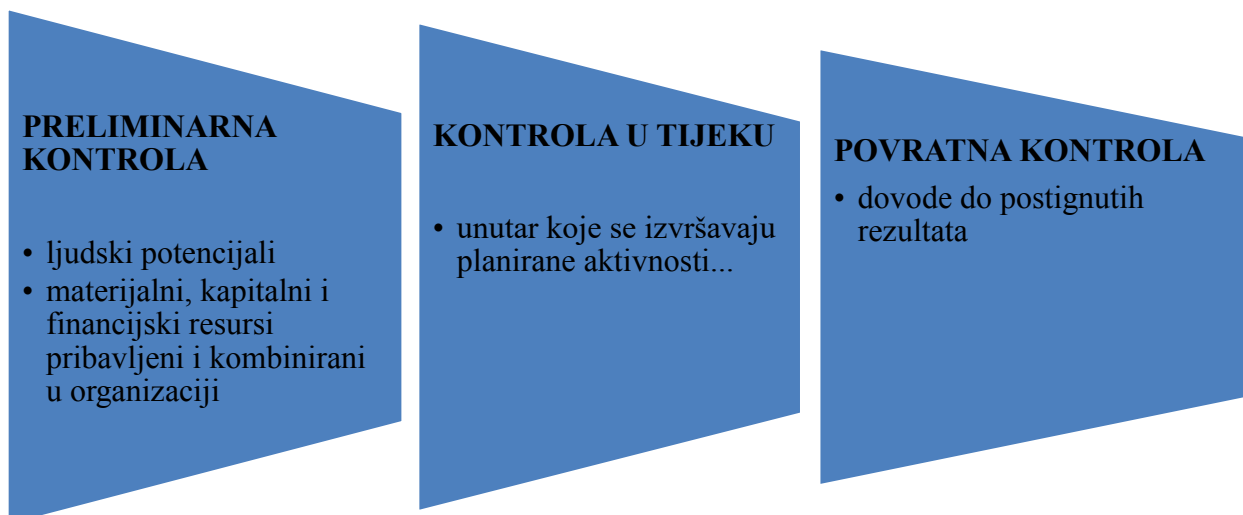 PRELIMINARNA
KONTROLA
• ljudski potencijali
• materijalni, kapitalni i
financijski resursi
pribavljeni i kombinirani
u organizaciji
KONTROLA U TIJEKU
• unutar koje se izvršavaju
planirane aktivnosti...
POVRATNA KONTROLA
• dovode do postignutih
rezultata